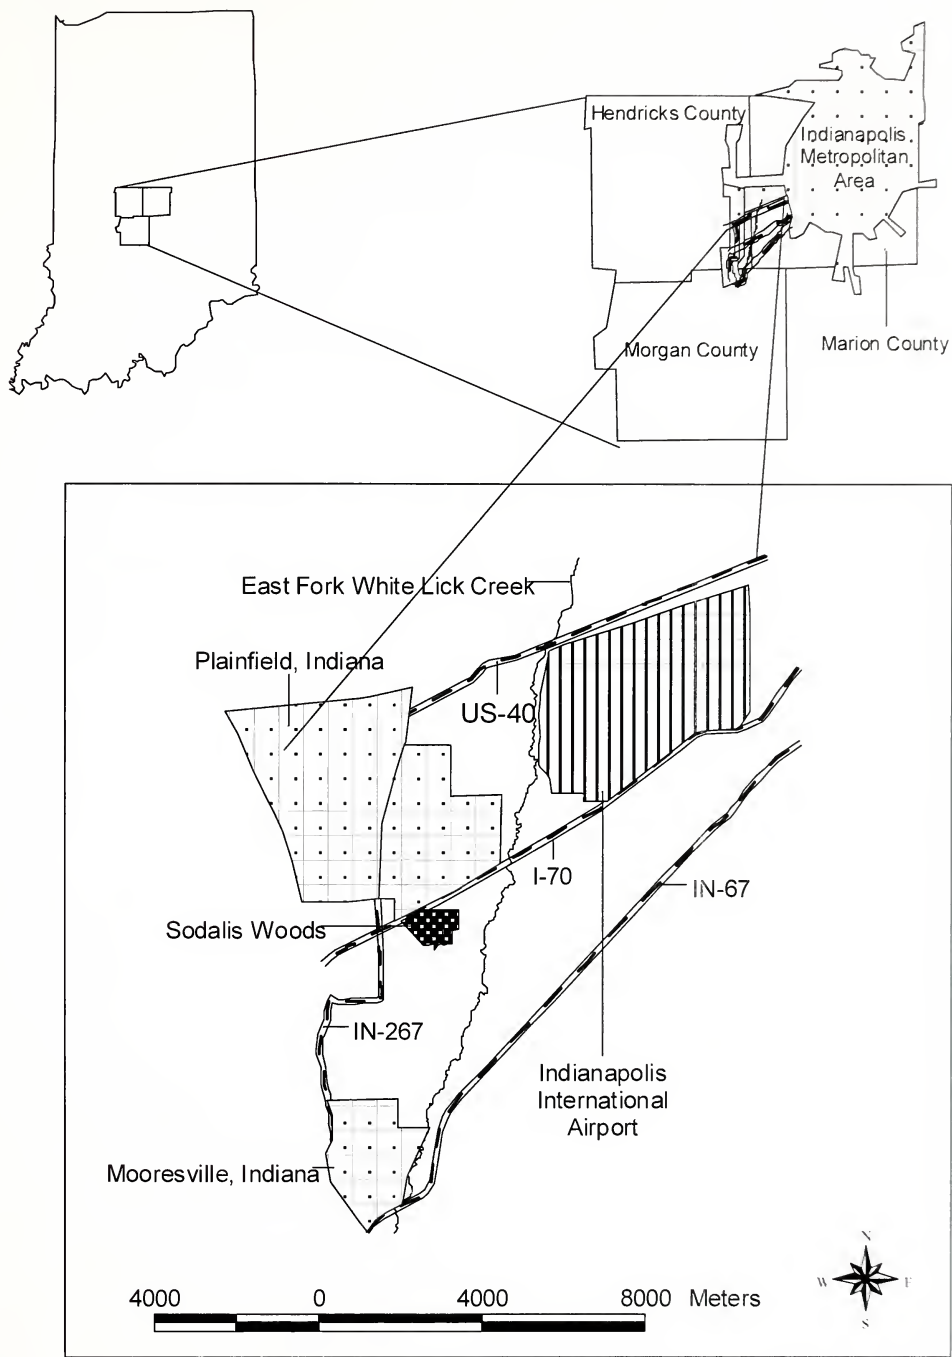 Hendricks County
Indianapolis
Metropolitan
Area
Morgan County
Marion County
East Fork White Lick Creek
Plainfield, Indiana
US-40
I-70
IN-67
Sodalis Woods
IN-267
Indianapolis
International
Airport
Mooresville, Indiana
N
W E
S
4000 0 4000 8000 Meters